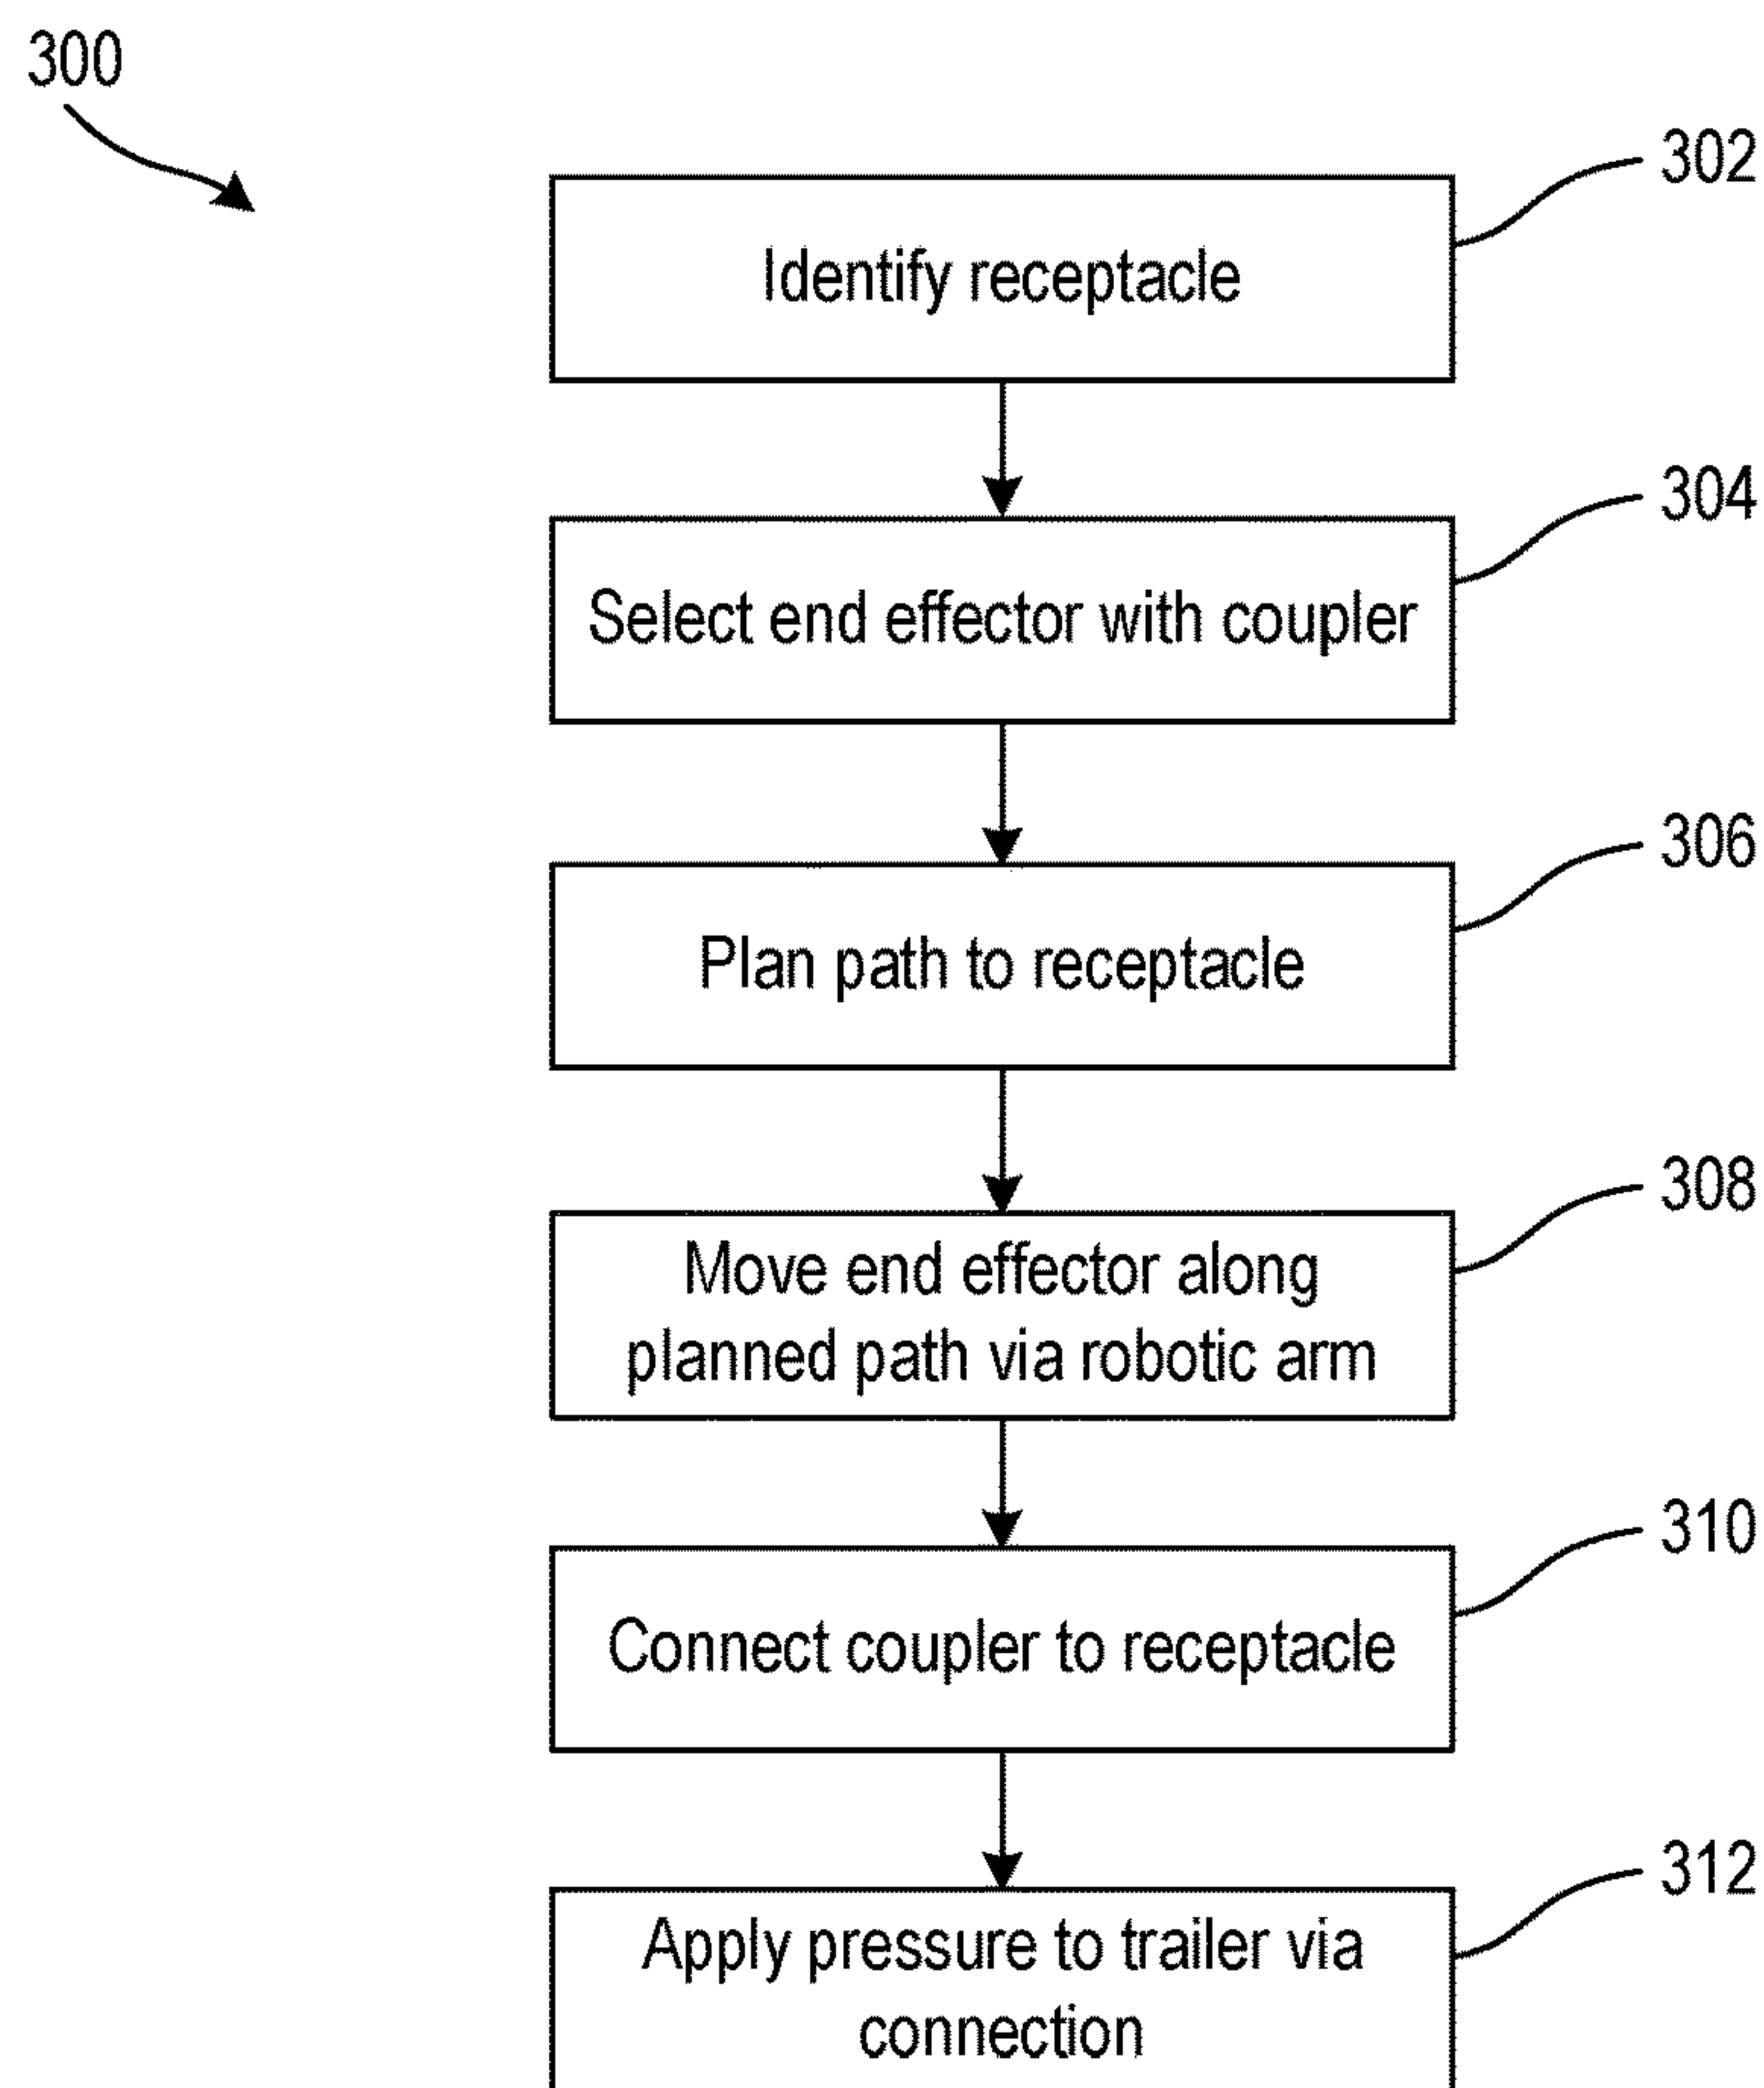 300
302
Identify receptacle
304
Select end effector with coupler
306
Plan path to receptacle
308
Move end effector along
planned path via robotic arm
310
Connect coupler to receptacle
312
Apply pressure to trailer via
connection